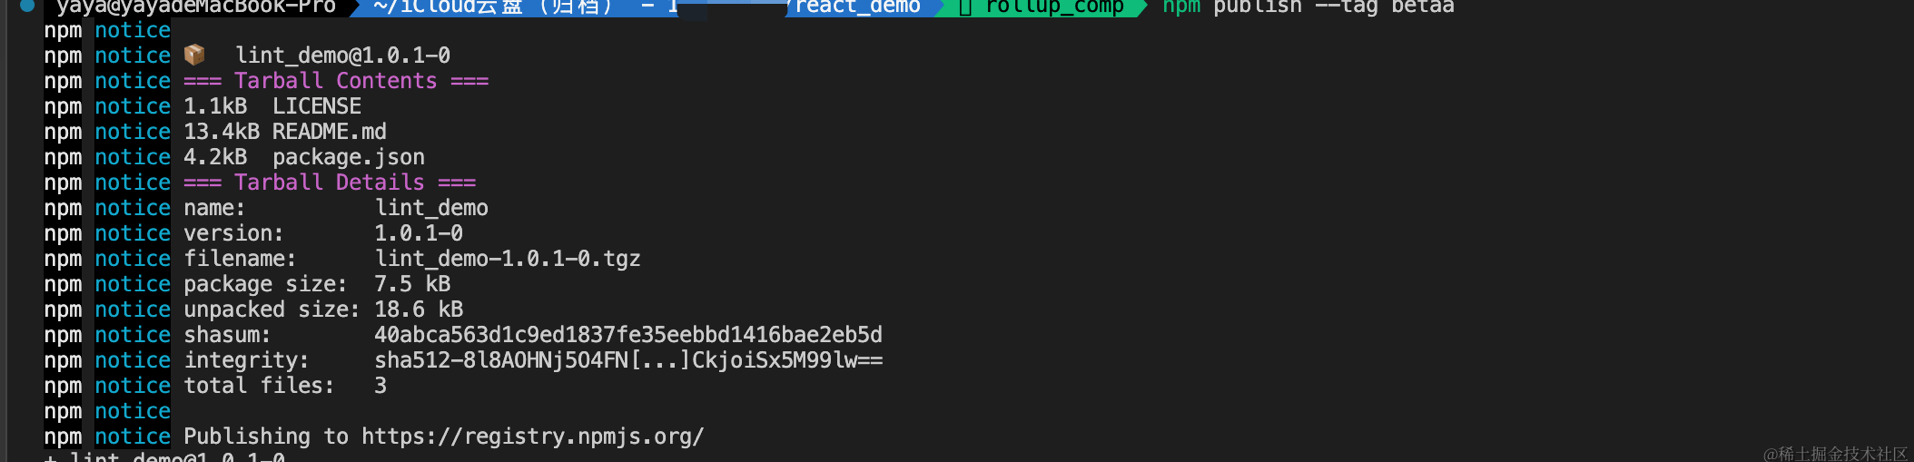 yaya@yayadeMacBook-Pro ~/iCloud云盘（归档） - 1 /react_demo rollup_comp npm publish --tag betaa
npm notice
npm notice 📦 lint_demo@1.0.1-0
npm notice === Tarball Contents ===
npm notice 1.1kB LICENSE
npm notice 13.4kB README.md
npm notice 4.2kB package.json
npm notice === Tarball Details ===
npm notice name: lint_demo
npm notice version: 1.0.1-0
npm notice filename: lint_demo-1.0.1-0.tgz
npm notice package size: 7.5 kB
npm notice unpacked size: 18.6 kB
npm notice shasum: 40abca563d1c9ed1837fe35eebbd1416bae2eb5d
npm notice integrity: sha512-8l8AOHNj5O4FN[...]CkjoiSx5M99lw==
npm notice total files: 3
npm notice
npm notice Publishing to https://registry.npmjs.org/
+ lint_demo@1.0.1-0
@稀土掘金技术社区